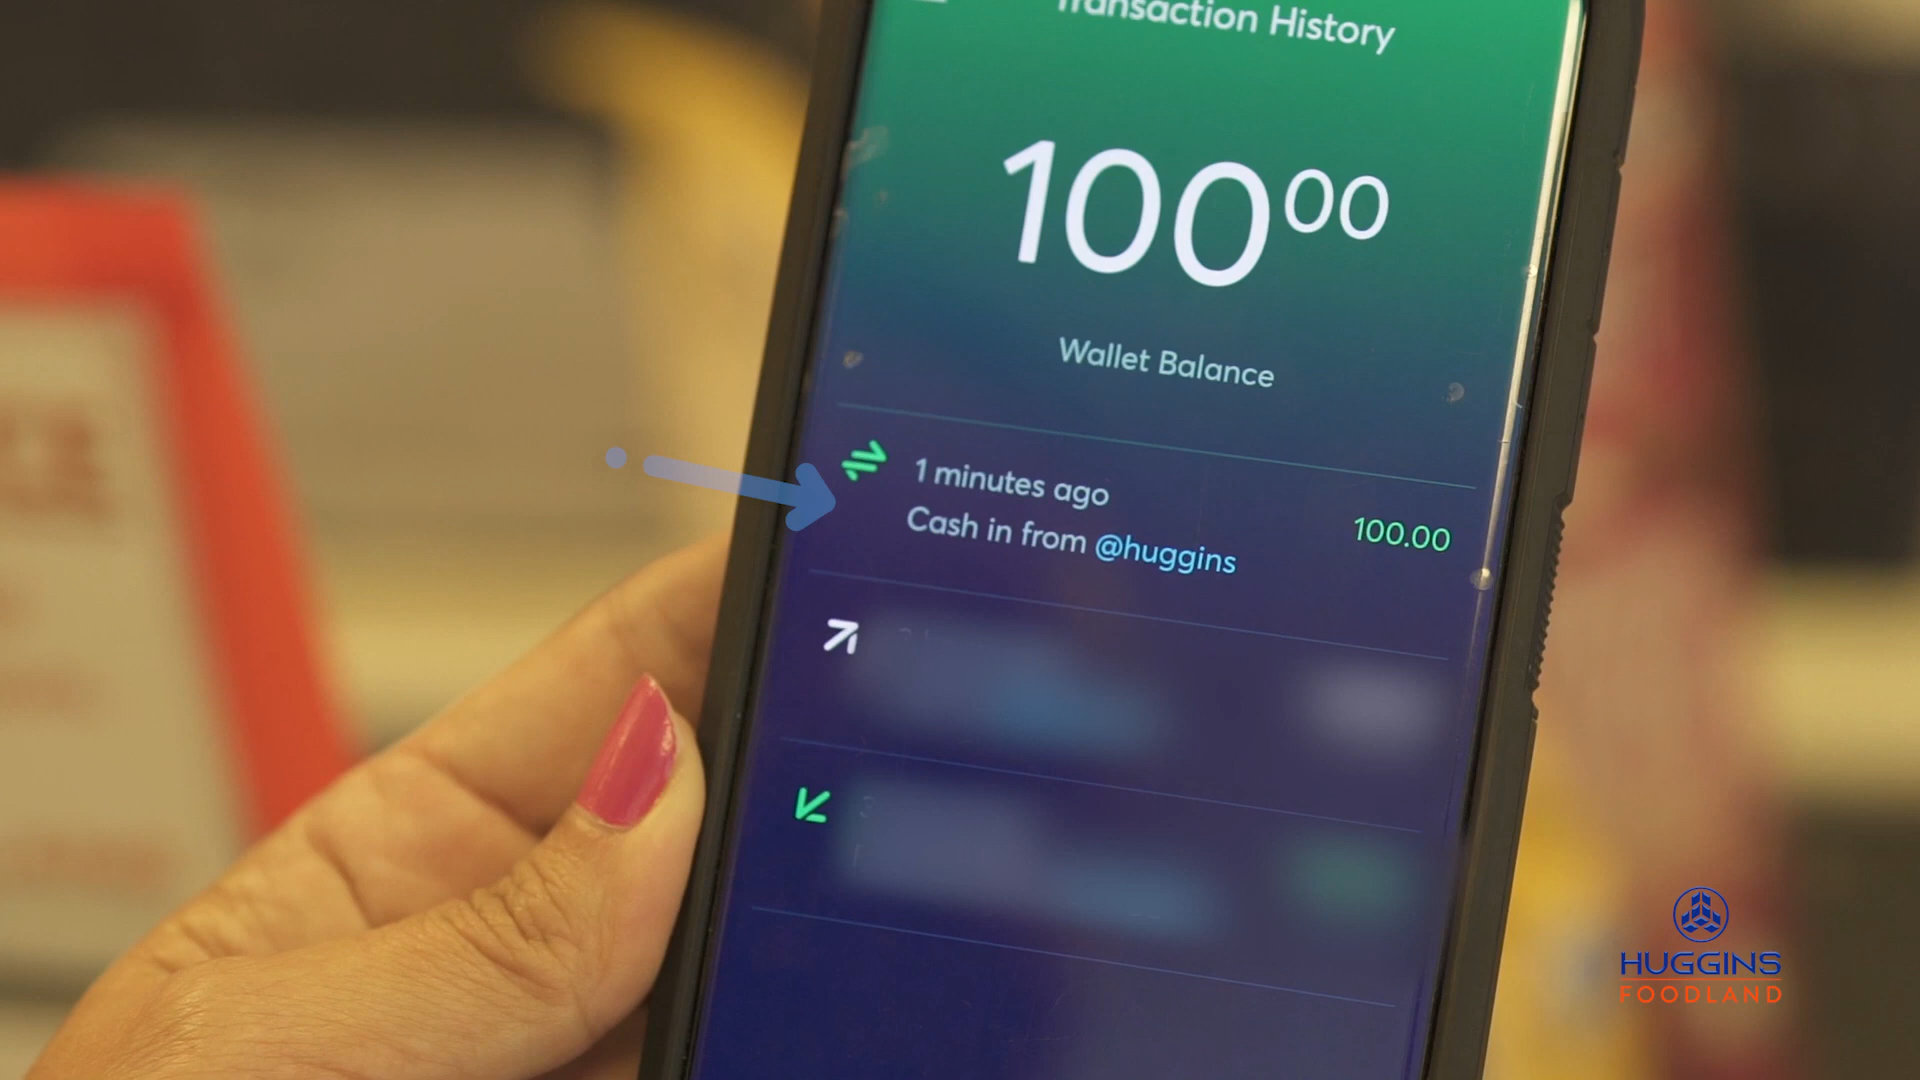 Transaction History
100 00
Wallet Balance
1 minutes ago
Cash in from @huggins
100.00
HUGGINS
FOODLAND